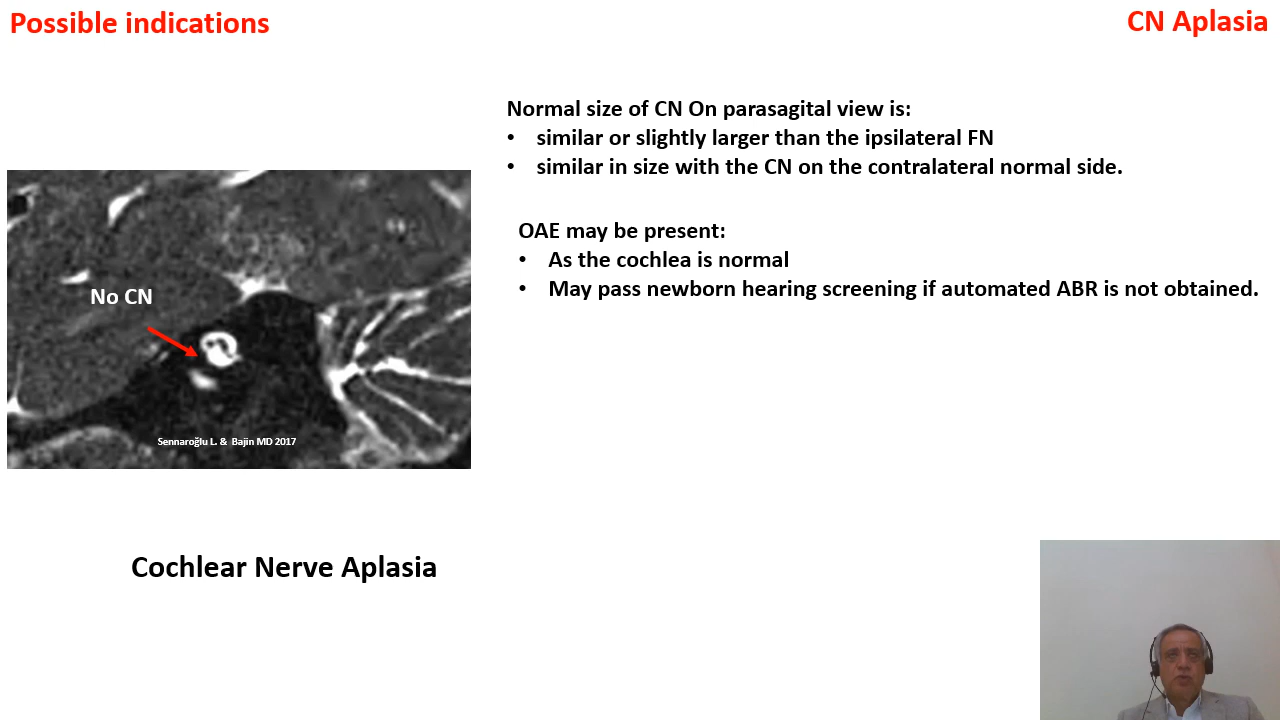 Possible indications
CN Aplasia
Normal size of CN On parasagital view is:
• similar or slightly larger than the ipsilateral FN
• similar in size with the CN on the contralateral normal side.
OAE may be present:
• As the cochlea is normal
• May pass newborn hearing screening if automated ABR is not obtained.
No CN
Sennaroğlu L. & Bajin MD 2017
Cochlear Nerve Aplasia